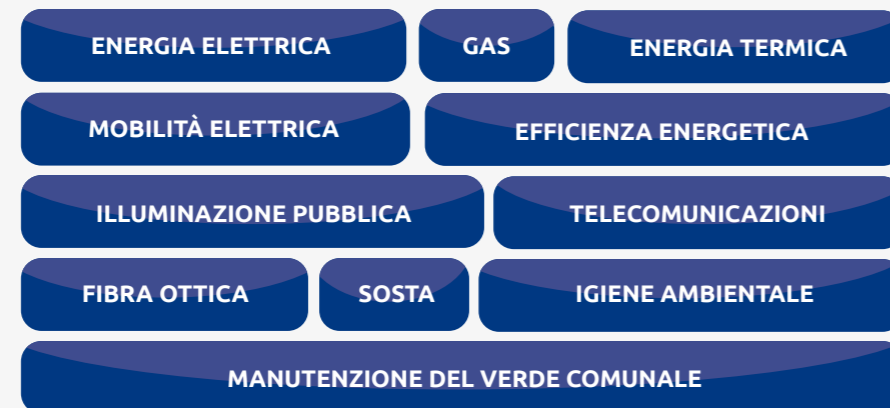 ENERGIA ELETTRICA GAS ENERGIA TERMICA
MOBILITÀ ELETTRICA EFFICIENZA ENERGETICA
ILLUMINAZIONE PUBBLICA TELECOMUNICAZIONI
FIBRA OTTICA SOSTA IGIENE AMBIENTALE
MANUTENZIONE DEL VERDE COMUNALE